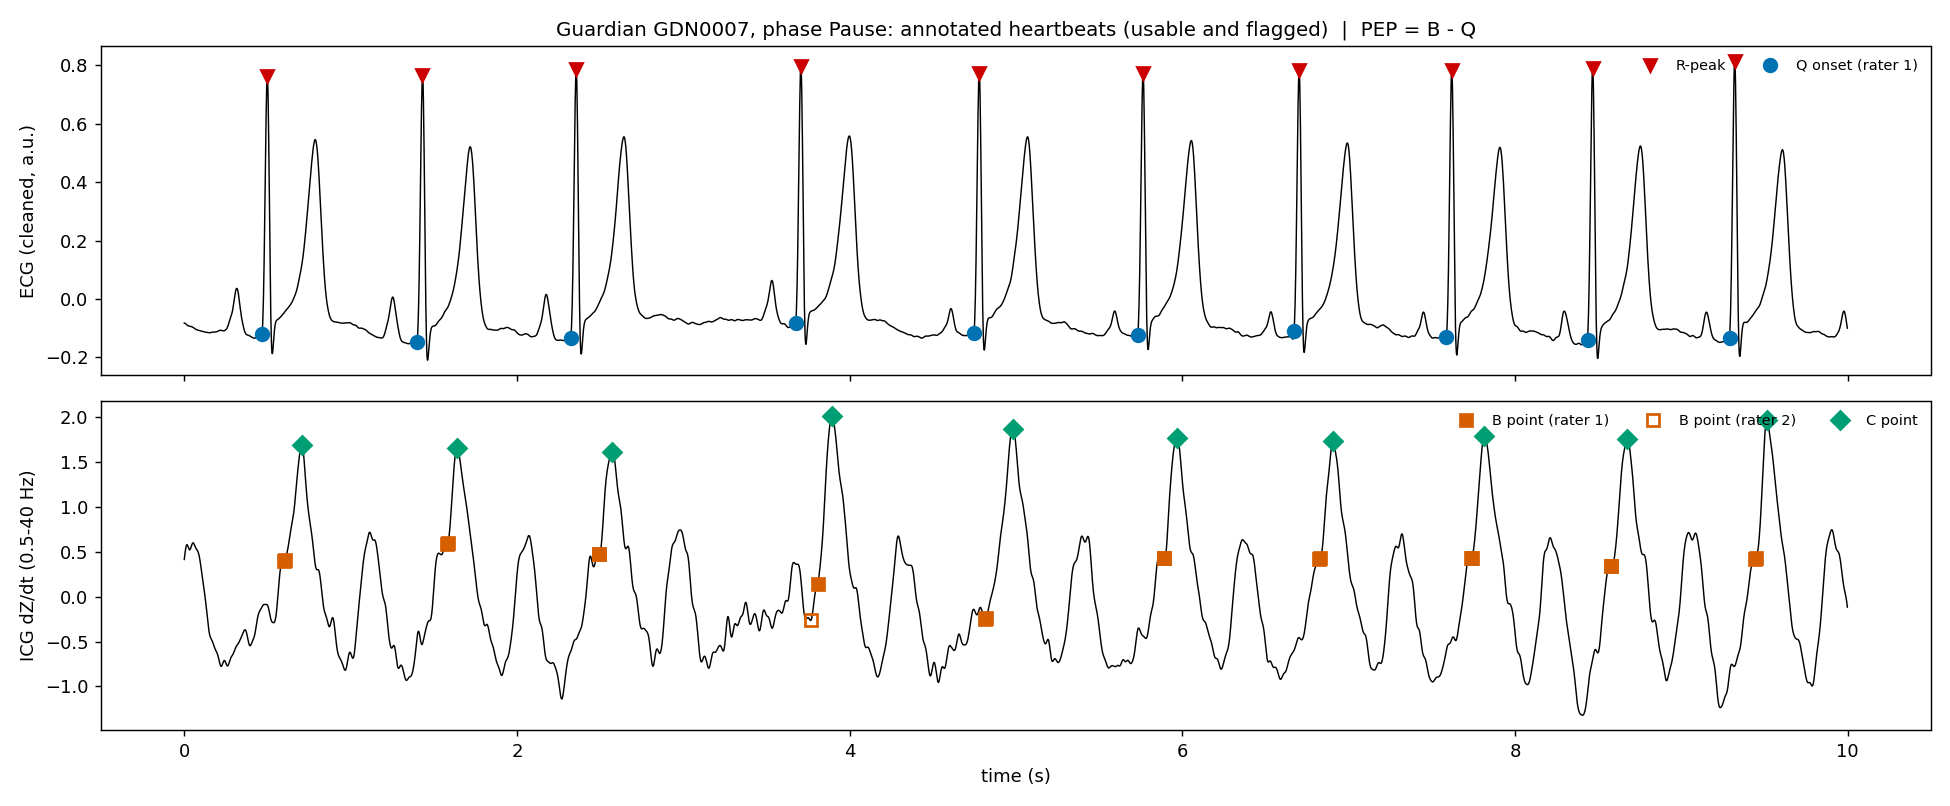 Guardian GDN0007, phase Pause: annotated heartbeats (usable and flagged) | PEP = B - Q
R-peak
Q onset (rater 1)
ECG (cleaned, a.u.)
0.8
0.6
0.4
0.2
0.0
−0.2
B point (rater 1)
B point (rater 2)
C point
ICG dZ/dt (0.5-40 Hz)
2.0
1.5
1.0
0.5
0.0
−0.5
−1.0
0 2 4 6 8 10
time (s)